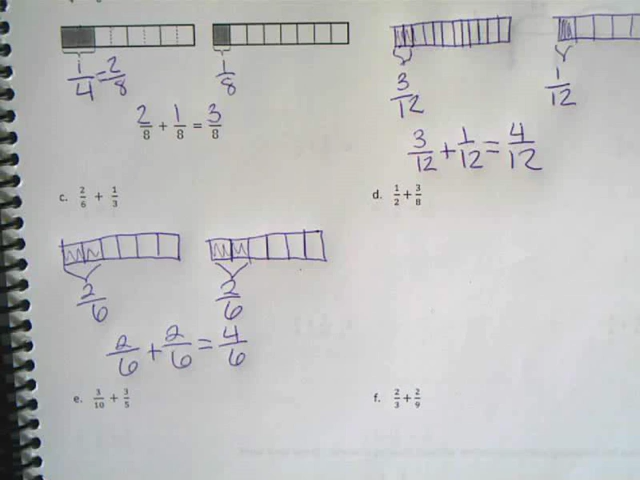 1/4 = 2/8
1/8
2/8 + 1/8 = 3/8
3/12
1/12
3/12 + 1/12 = 4/12
c. 2/6 + 1/3
d. 1/2 + 3/8
2/6
2/6
2/6 + 2/6 = 4/6
e. 3/10 + 3/5
f. 2/3 + 2/9